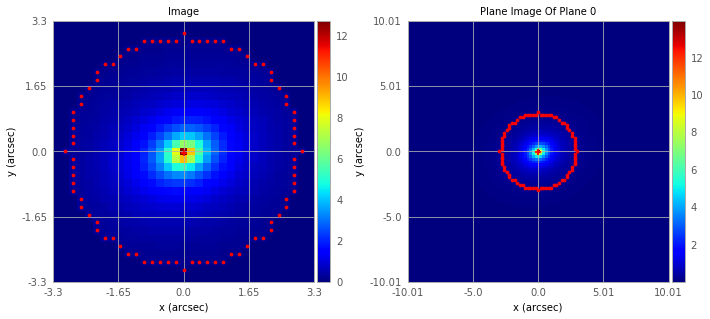 Image
3.3
1.65
0.0
-1.65
-3.3
y (arcsec)
-3.3 -1.65 0.0 1.65 3.3
x (arcsec)
12
10
8
6
4
2
0
Plane Image Of Plane 0
10.01
5.01
0.0
-5.0
-10.01
y (arcsec)
-10.01 -5.0 0.0 5.01 10.01
x (arcsec)
12
10
8
6
4
2